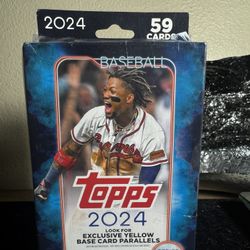 2024
59
CARDS
BASEBALL
TOPPS
2024
LOOK FOR
EXCLUSIVE YELLOW
BASE CARD PARALLELS